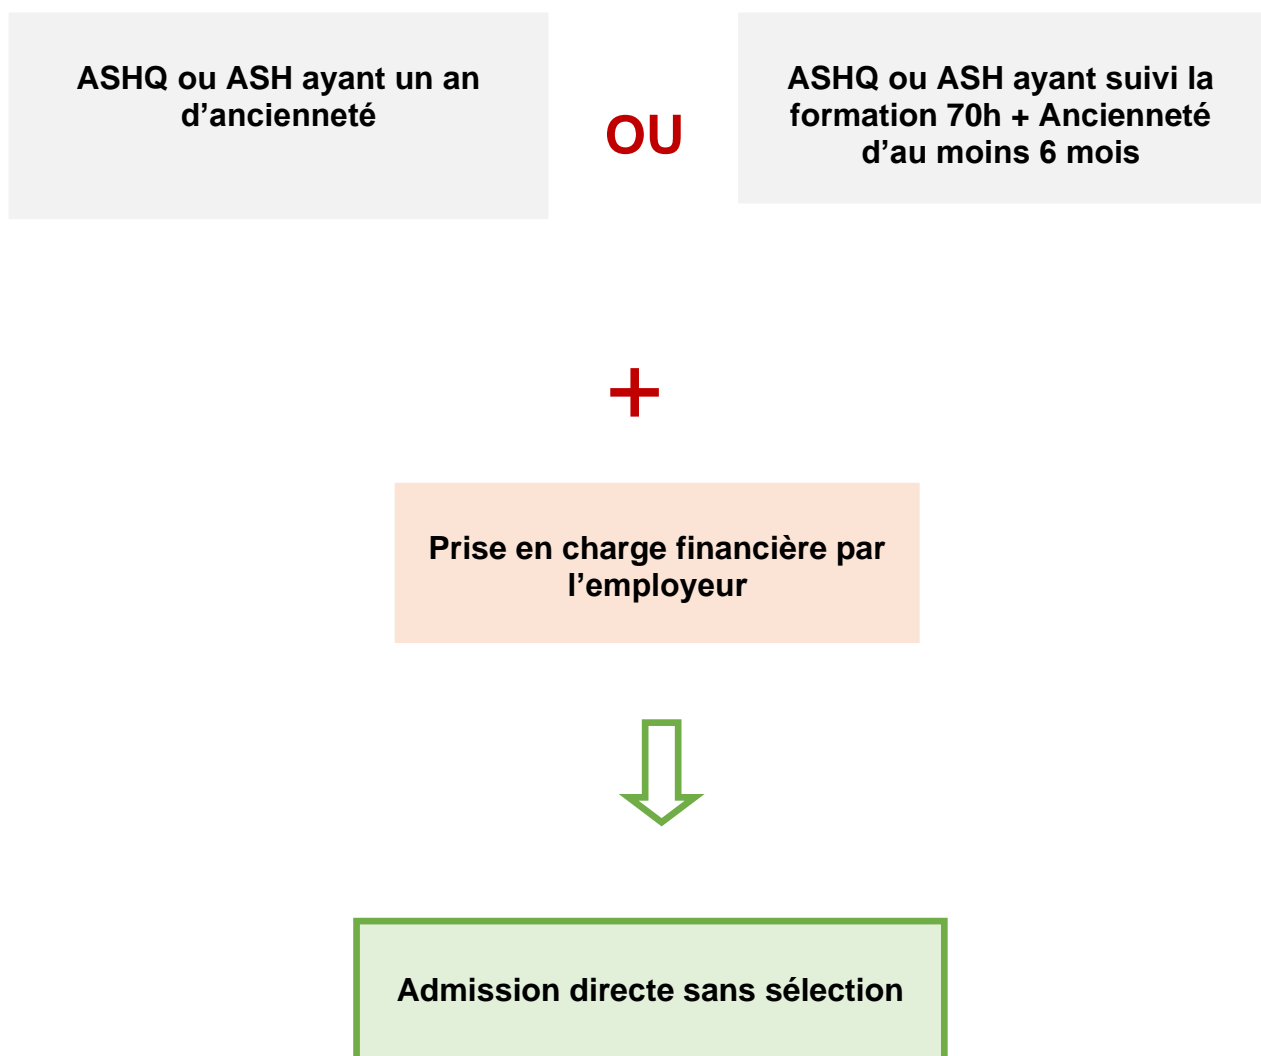 ASHQ ou ASH ayant un an
d’ancienneté
OU
ASHQ ou ASH ayant suivi la
formation 70h + Ancienneté
d’au moins 6 mois
+
Prise en charge financière par
l’employeur
Admission directe sans sélection